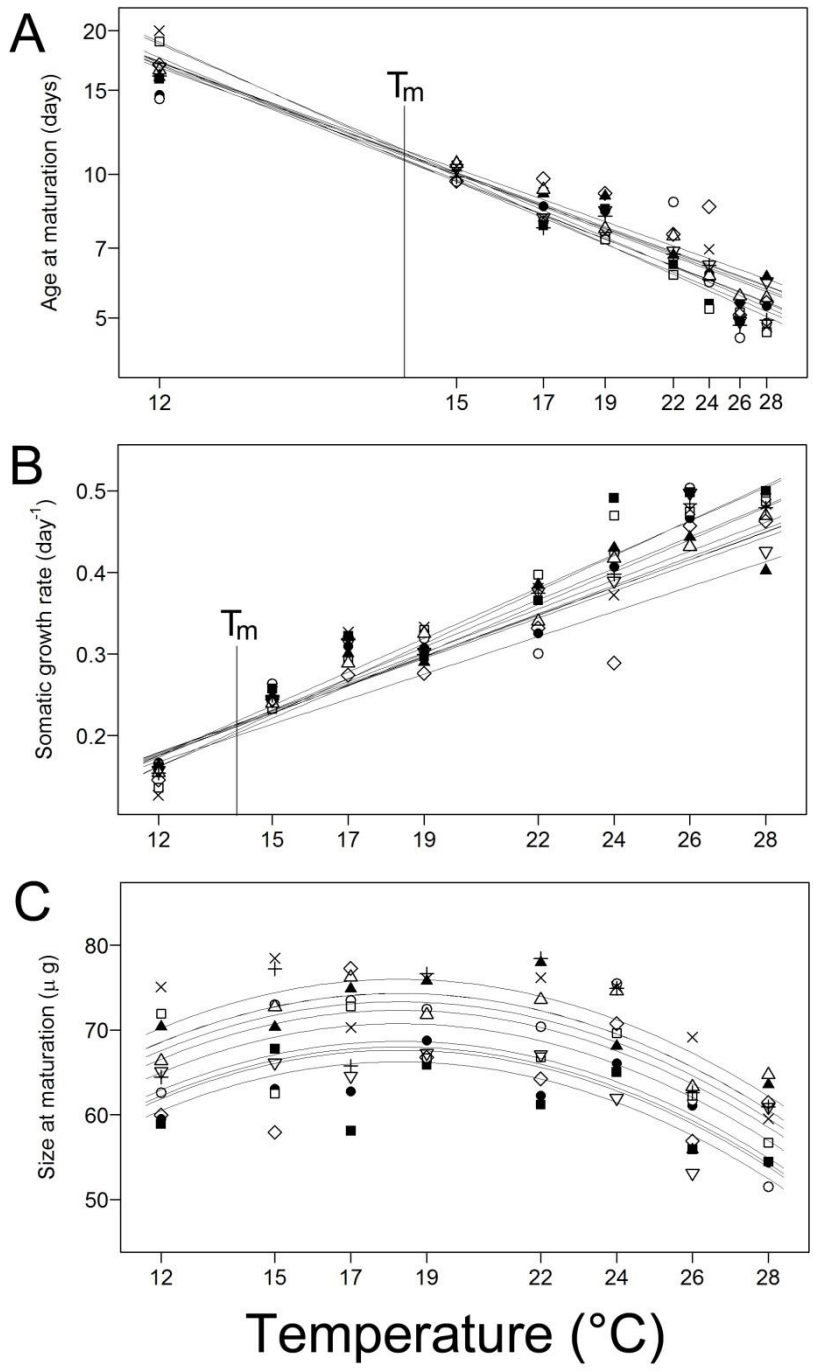 A
Age at maturation (days)
20
15
10
7
5
Tm
12 15 17 19 22 24 26 28
B
Somatic growth rate (day-1)
0.5
0.4
0.3
0.2
Tm
12 15 17 19 22 24 26 28
C
Size at maturation (μ g)
80
70
60
50
12 15 17 19 22 24 26 28
Temperature (°C)